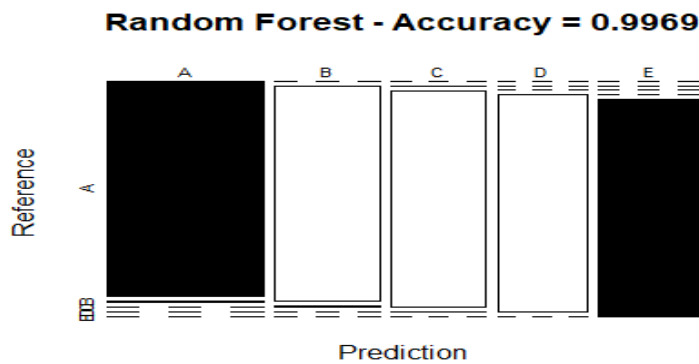 Random Forest - Accuracy = 0.9969
A B C D E
Reference
A
Prediction